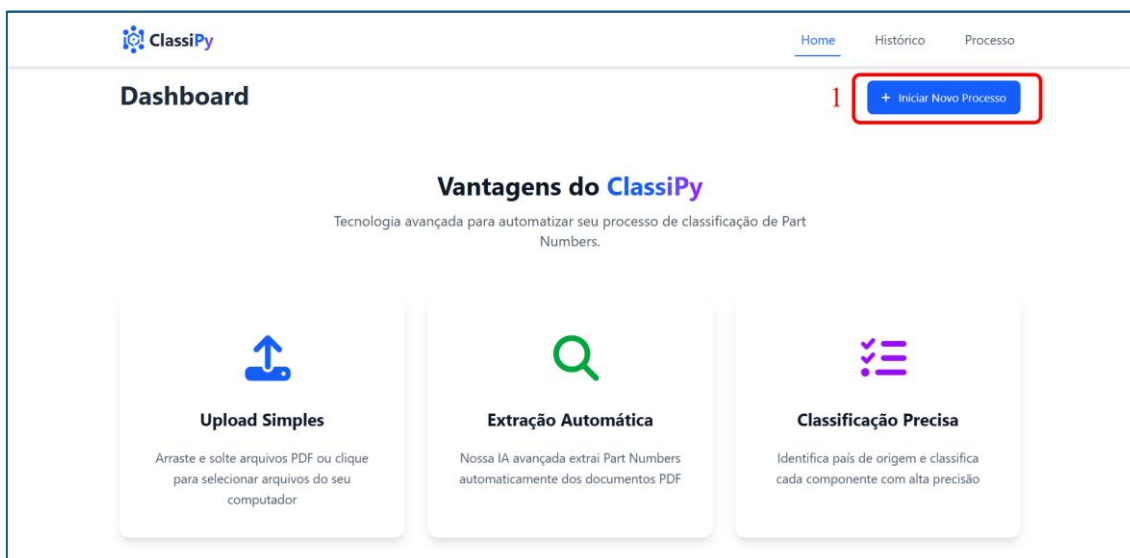 ClassiPy
Home
Histórico
Processo
Dashboard
1
+ Iniciar Novo Processo
Vantagens do ClassiPy
Tecnologia avançada para automatizar seu processo de classificação de Part
Numbers.
Upload Simples
Arraste e solte arquivos PDF ou clique
para selecionar arquivos do seu
computador
Extração Automática
Nossa IA avançada extrai Part Numbers
automaticamente dos documentos PDF
Classificação Precisa
Identifica país de origem e classifica
cada componente com alta precisão